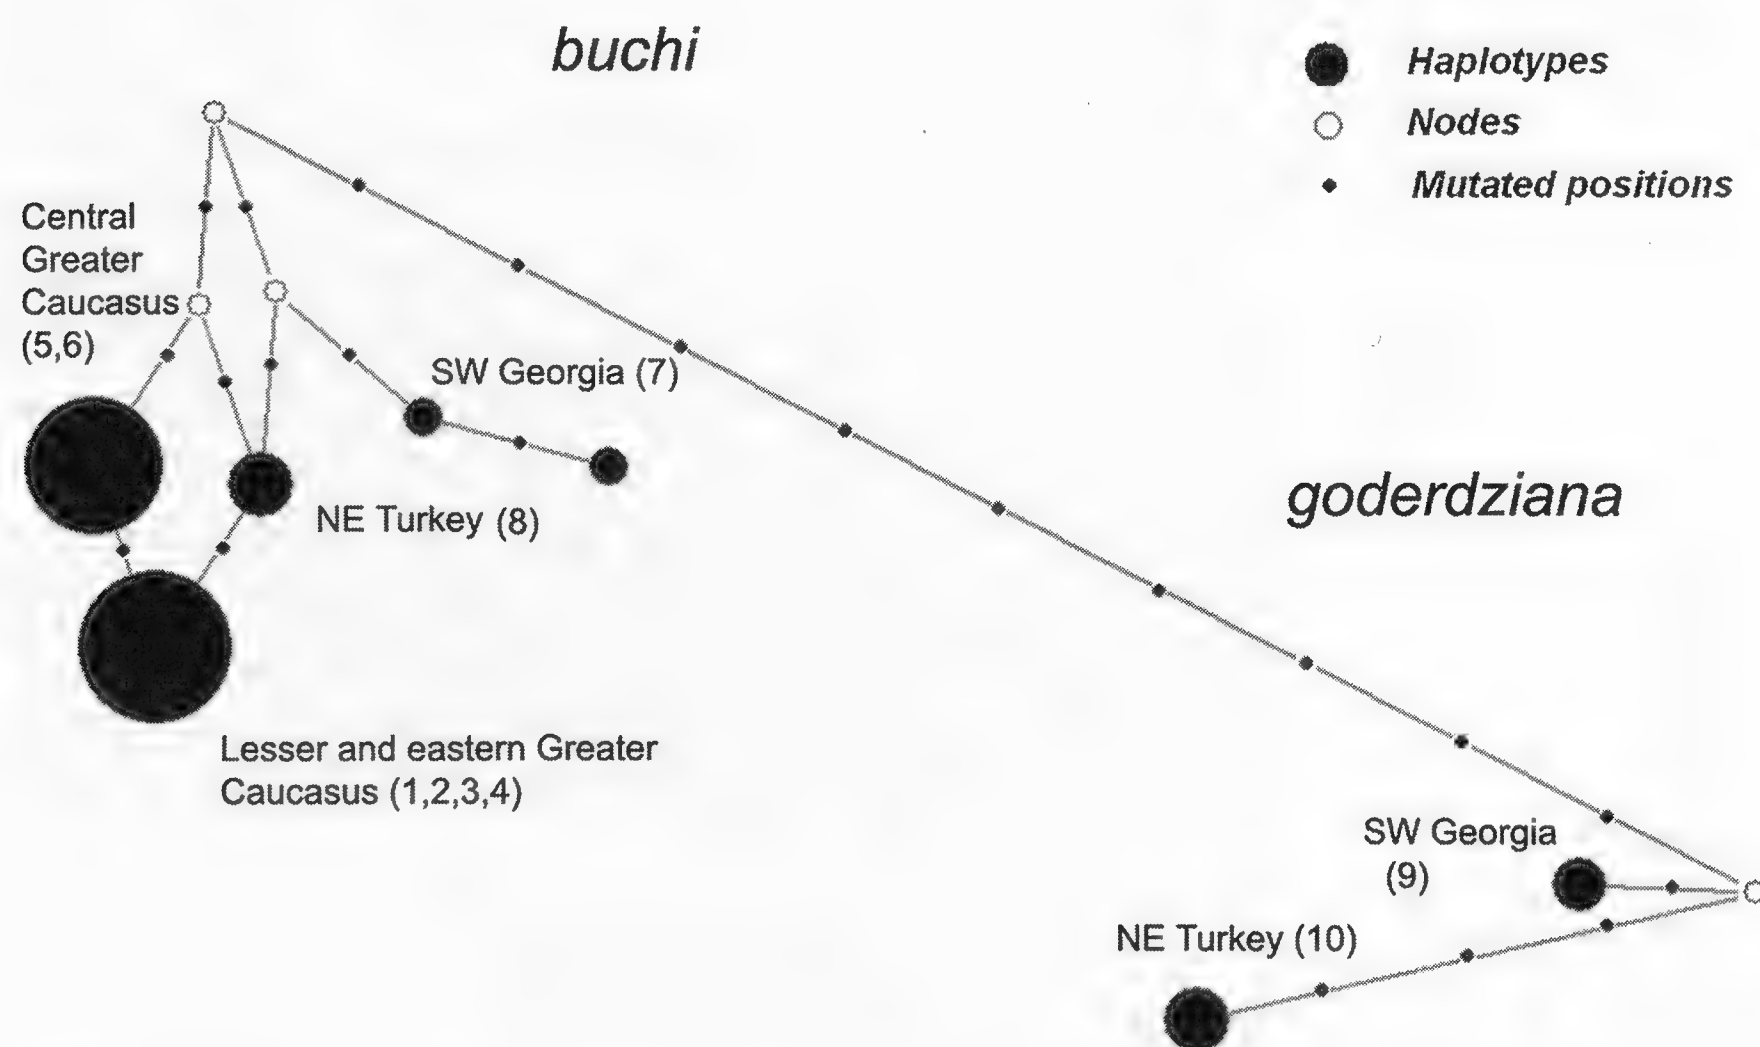 buchi
Haplotypes
Nodes
Mutated positions
Central
Greater
Caucasus
(5,6)
SW Georgia (7)
NE Turkey (8)
goderdziana
Lesser and eastern Greater
Caucasus (1,2,3,4)
SW Georgia
(9)
NE Turkey (10)